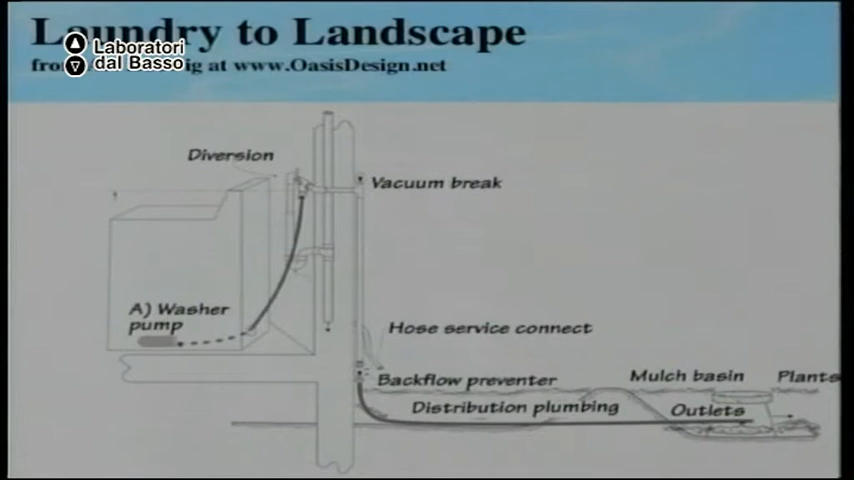 Laundry to Landscape
Laboratori
dal Basso
fro ig at www.OasisDesign.net
Diversion
Vacuum break
A) Washer
pump
Hose service connect
Backflow preventer
Mulch basin
Plants
Distribution plumbing
Outlets